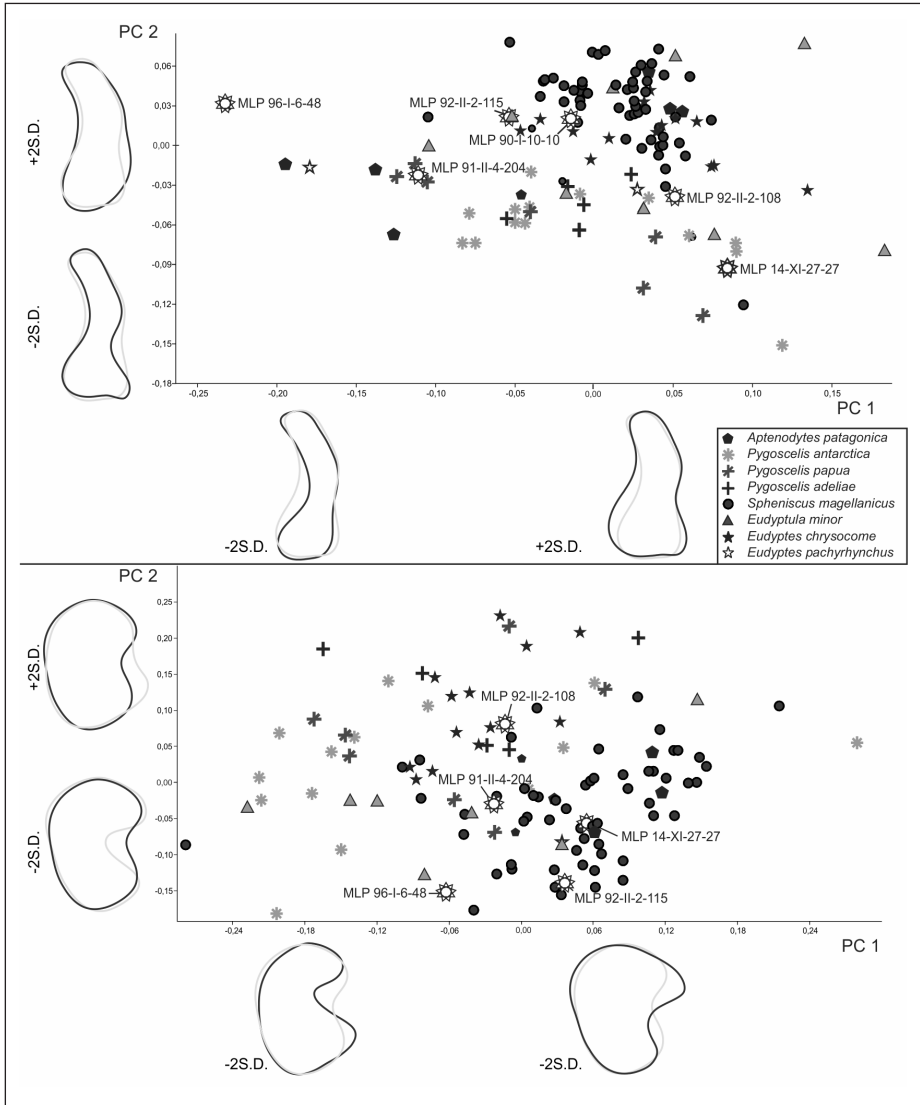 PC 2
+2S.D.
-2S.D.
0,06
0,03
0,00
-0,03
-0,06
-0,09
-0,12
-0,15
-0,18
MLP 96-I-6-48
MLP 92-II-2-115
MLP 90-I-10-10
MLP 91-II-4-204
MLP 92-II-2-108
MLP 14-XI-27-27
-0,25
-0,20
-0,15
-0,10
-0,05
0,00
0,05
0,10
0,15
PC 1
-2S.D.
+2S.D.
Aptenodytes patagonica
Pygoscelis antarctica
Pygoscelis papua
Pygoscelis adeliae
Spheniscus magellanicus
Eudyptula minor
Eudyptes chrysocome
Eudyptes pachyrhynchus
PC 2
+2S.D.
-2S.D.
0,25
0,20
0,15
0,10
0,05
0,00
-0,05
-0,10
-0,15
MLP 92-II-2-108
MLP 91-II-4-204
MLP 14-XI-27-27
MLP 96-I-6-48
MLP 92-II-2-115
-0,24
-0,18
-0,12
-0,06
0,00
0,06
0,12
0,18
0,24
PC 1
-2S.D.
-2S.D.